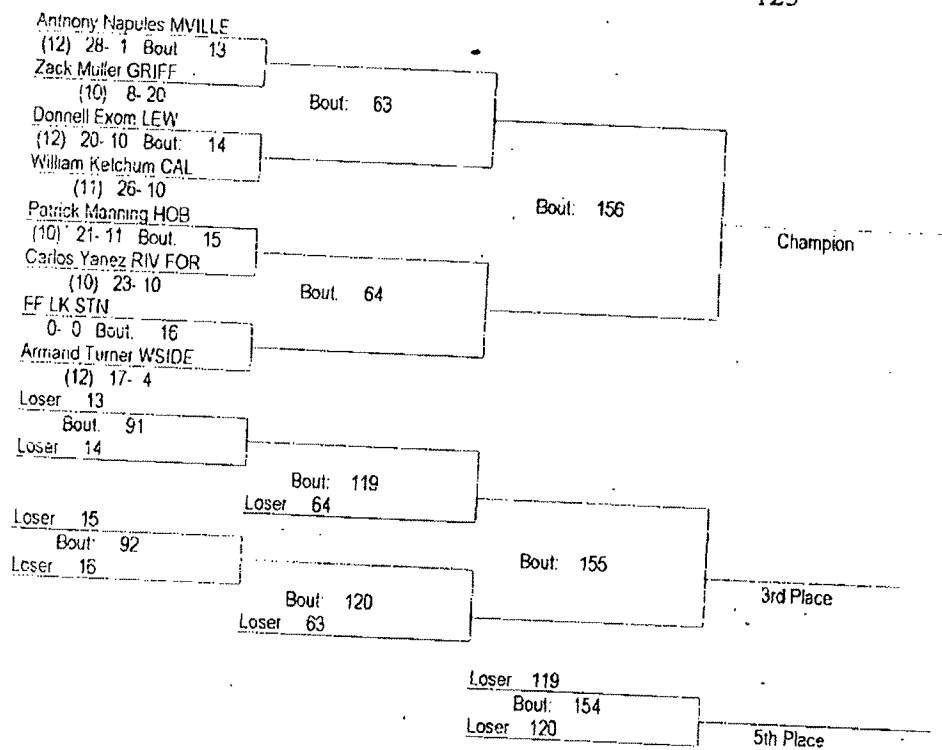 125
Antnony Napules MVILLE
(12) 28- 1 Bout 13
Zack Muller GRIFF
(10) 8-20
Bout: 63
Donnell Exom LEW
(12) 20-10 Bout: 14
William Ketchum CAL
(11) 26-10
Bout: 156
Patrick Manning HOB
(10) 21-11 Bout. 15
Champion
Carlos Yanez RIV FOR
(10) 23-10
Bout. 64
FF LK STN
0- 0 Bout. 16
Armand Turner WSIDE
(12) 17- 4
Loser 13
Bout. 91
Loser 14
Bout: 119
Loser 64
Loser 15
Bout: 92
Loser 16
Bout: 155
3rd Place
Bout: 120
Loser 63
Loser 119
Bout: 154
Loser 120
5th Place